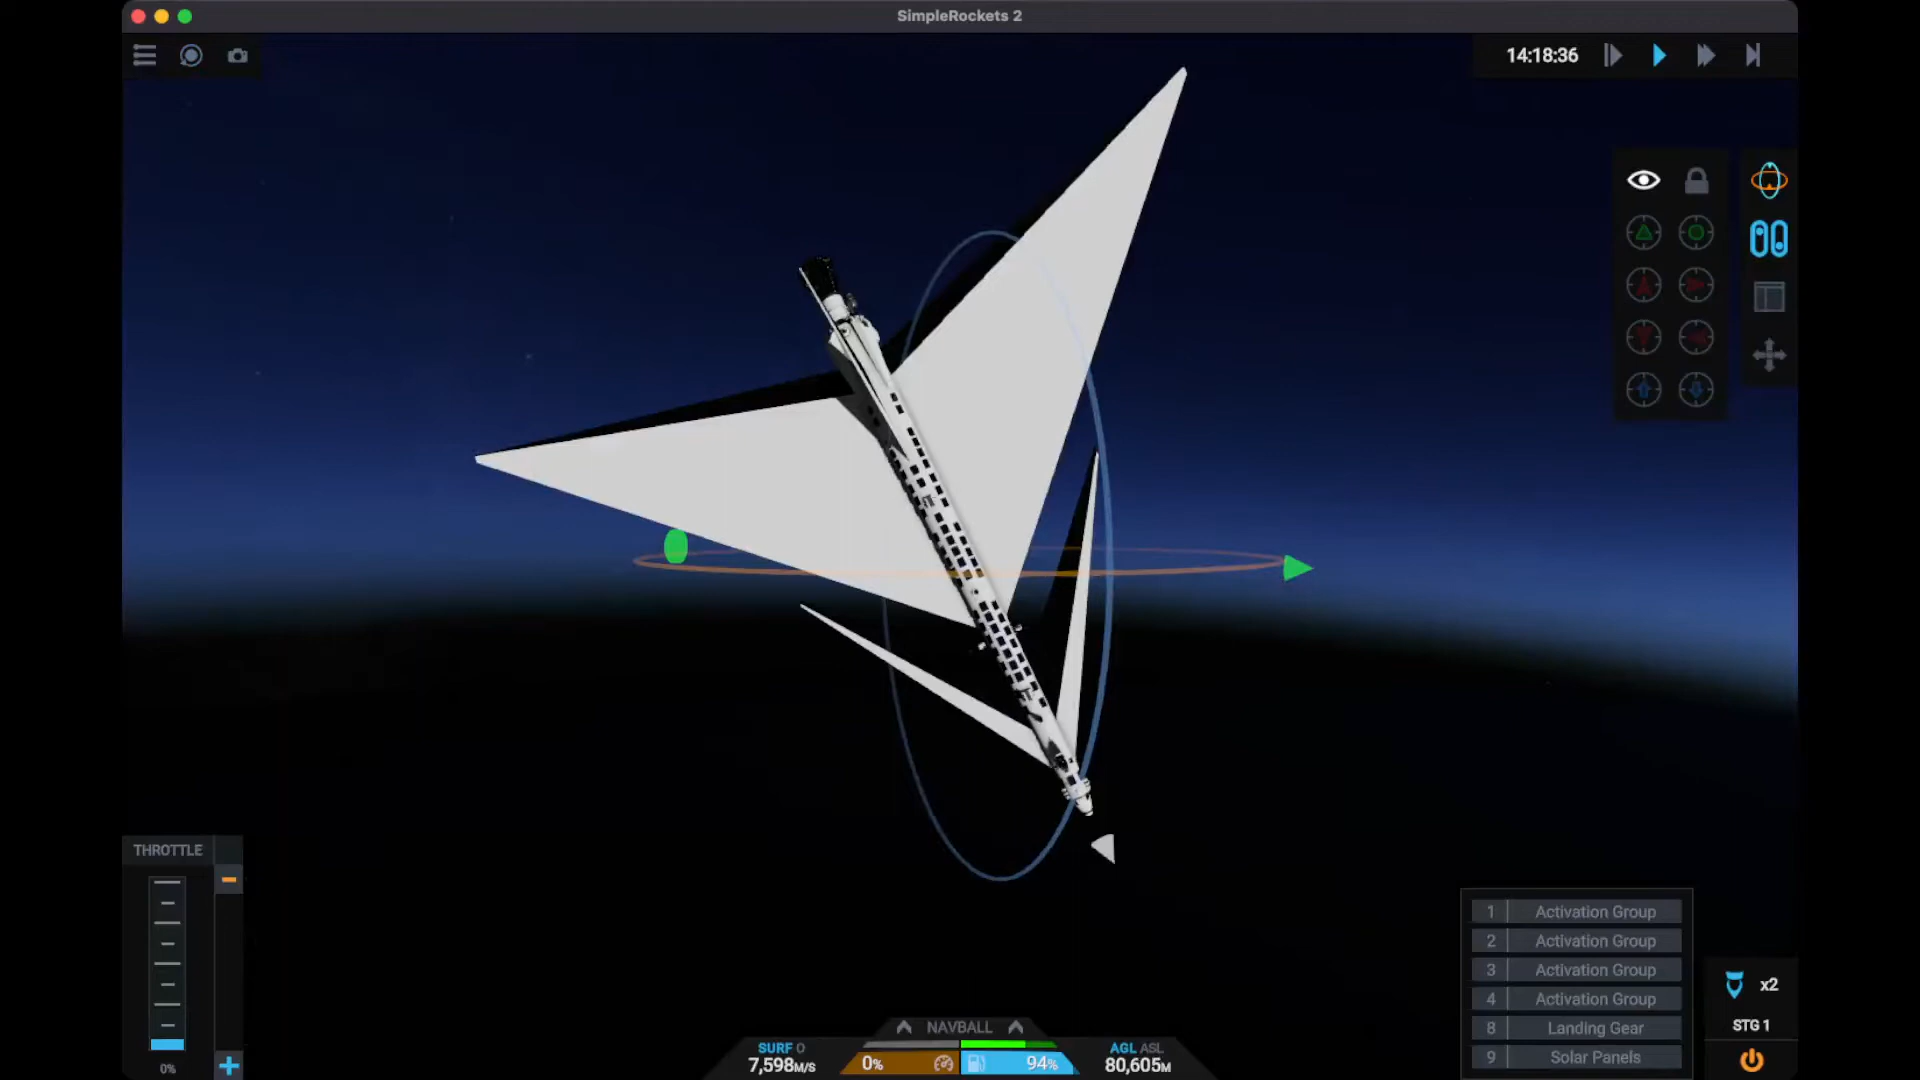 SimpleRockets 2
14:18:36
THROTTLE
0%
1 Activation Group
2 Activation Group
3 Activation Group
4 Activation Group
8 Landing Gear
9 Solar Panels
x2
STG 1
NAVBALL
SURF O
7,598M/S
0%
94%
AGL ASL
80,605M